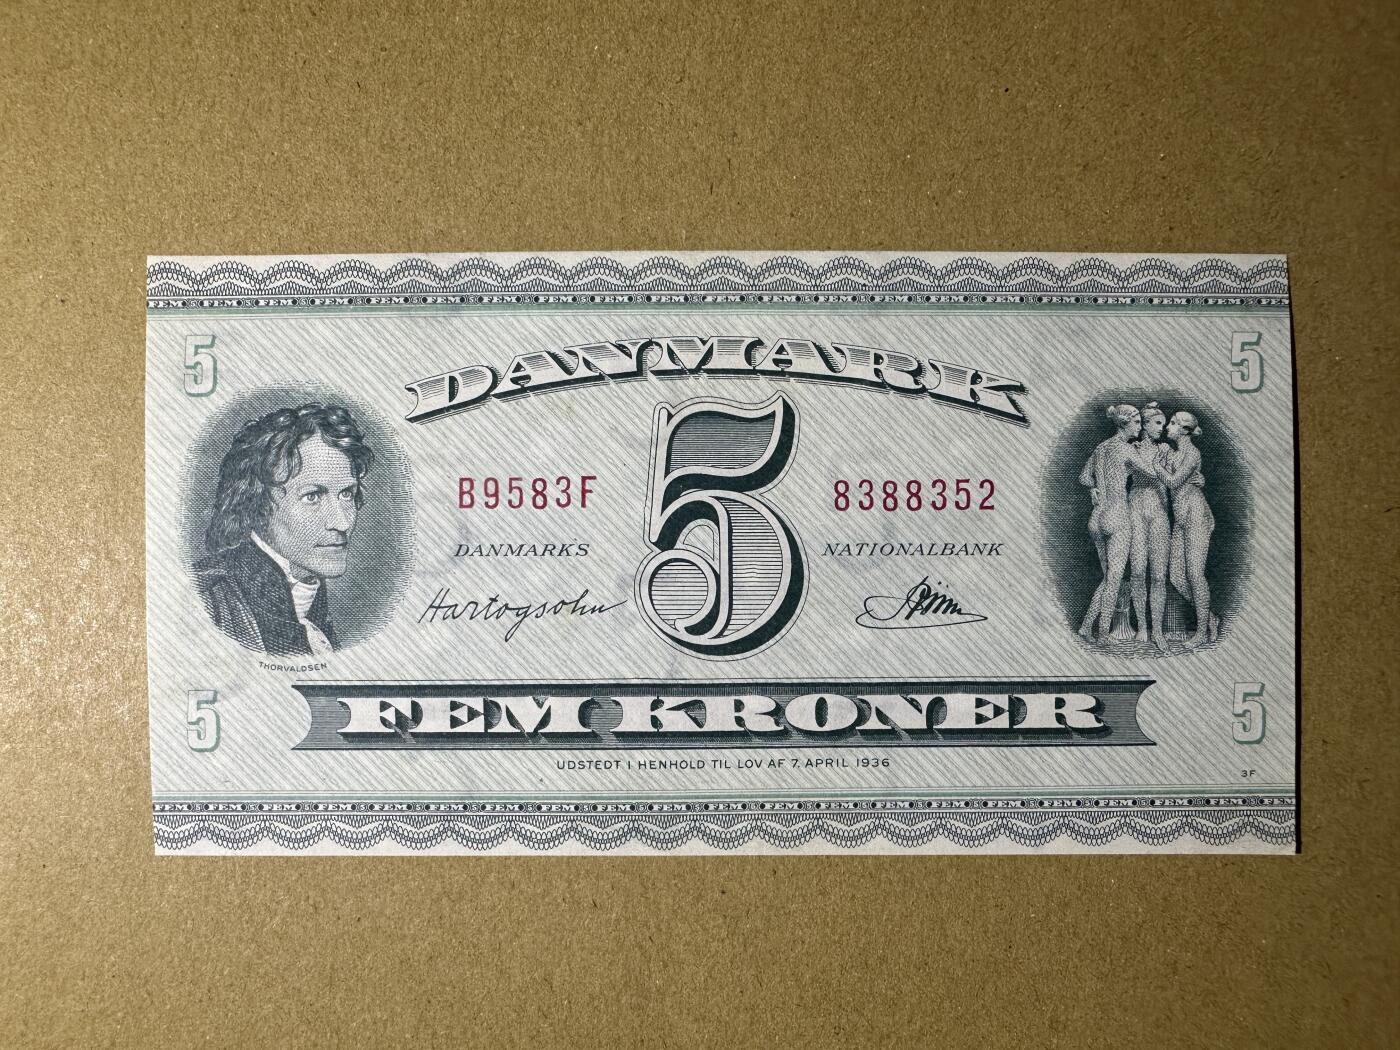 5 5
DANMARK
5
B9583F 8388352
DANMARKS NATIONALBANK
Hartogsohn
THORVALDSEN
5 5
FEM KRONER
UDSTEDT I HENHOLD TIL LOV AF 7. APRIL 1936
3F